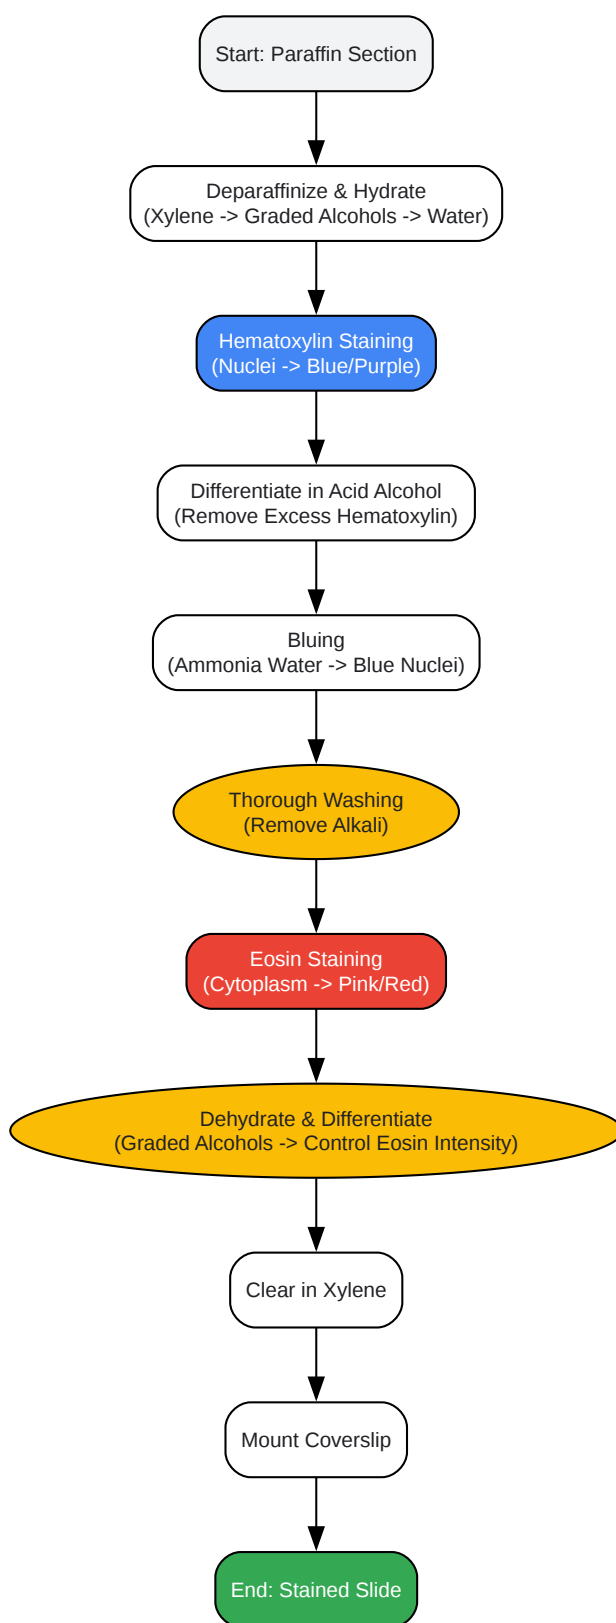 Start: Paraffin Section
Deparaffinize & Hydrate
(Xylene -> Graded Alcohols -> Water)
Hematoxylin Staining
(Nuclei -> Blue/Purple)
Differentiate in Acid Alcohol
(Remove Excess Hematoxylin)
Bluing
(Ammonia Water -> Blue Nuclei)
Thorough Washing
(Remove Alkali)
Eosin Staining
(Cytoplasm -> Pink/Red)
Dehydrate & Differentiate
(Graded Alcohols -> Control Eosin Intensity)
Clear in Xylene
Mount Coverslip
End: Stained Slide